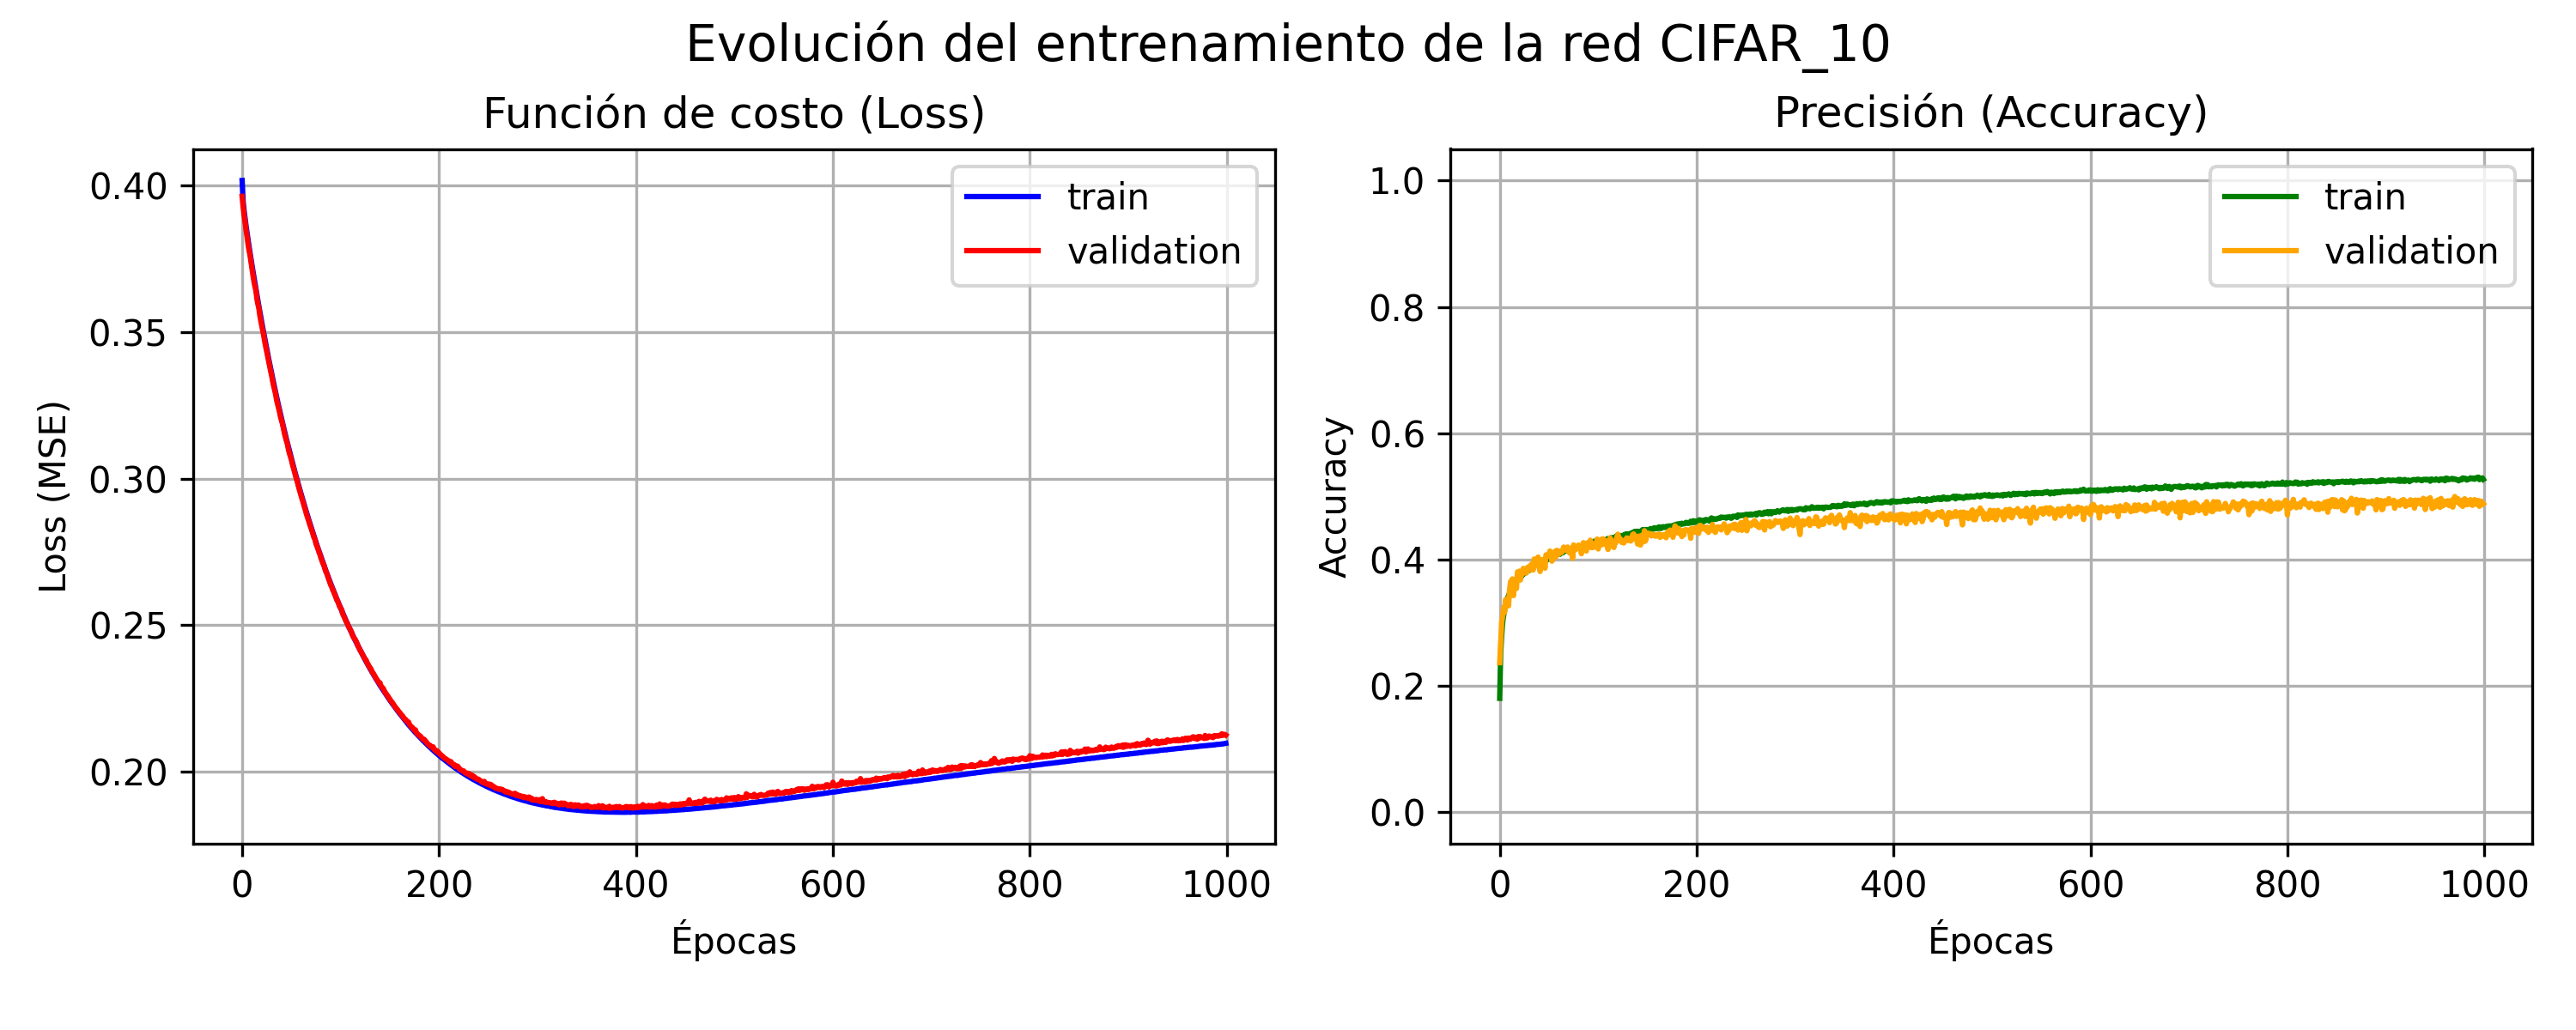 Evolución del entrenamiento de la red CIFAR_10
Función de costo (Loss)
0.40
0.35
0.30
0.25
0.20
Loss (MSE)
train
validation
0 200 400 600 800 1000
Épocas
Precisión (Accuracy)
1.0
0.8
0.6
0.4
0.2
0.0
Accuracy
train
validation
0 200 400 600 800 1000
Épocas